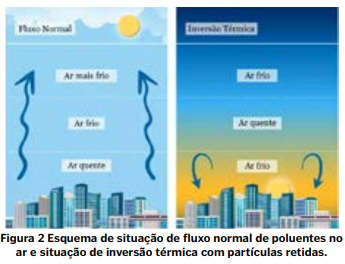 Fluxo Normal
Ar mais frio
Ar frio
Ar quente
Inversão Térmica
Ar frio
Ar quente
Ar frio
Figura 2 Esquema de situação de fluxo normal de poluentes no
ar e situação de inversão térmica com partículas retidas.